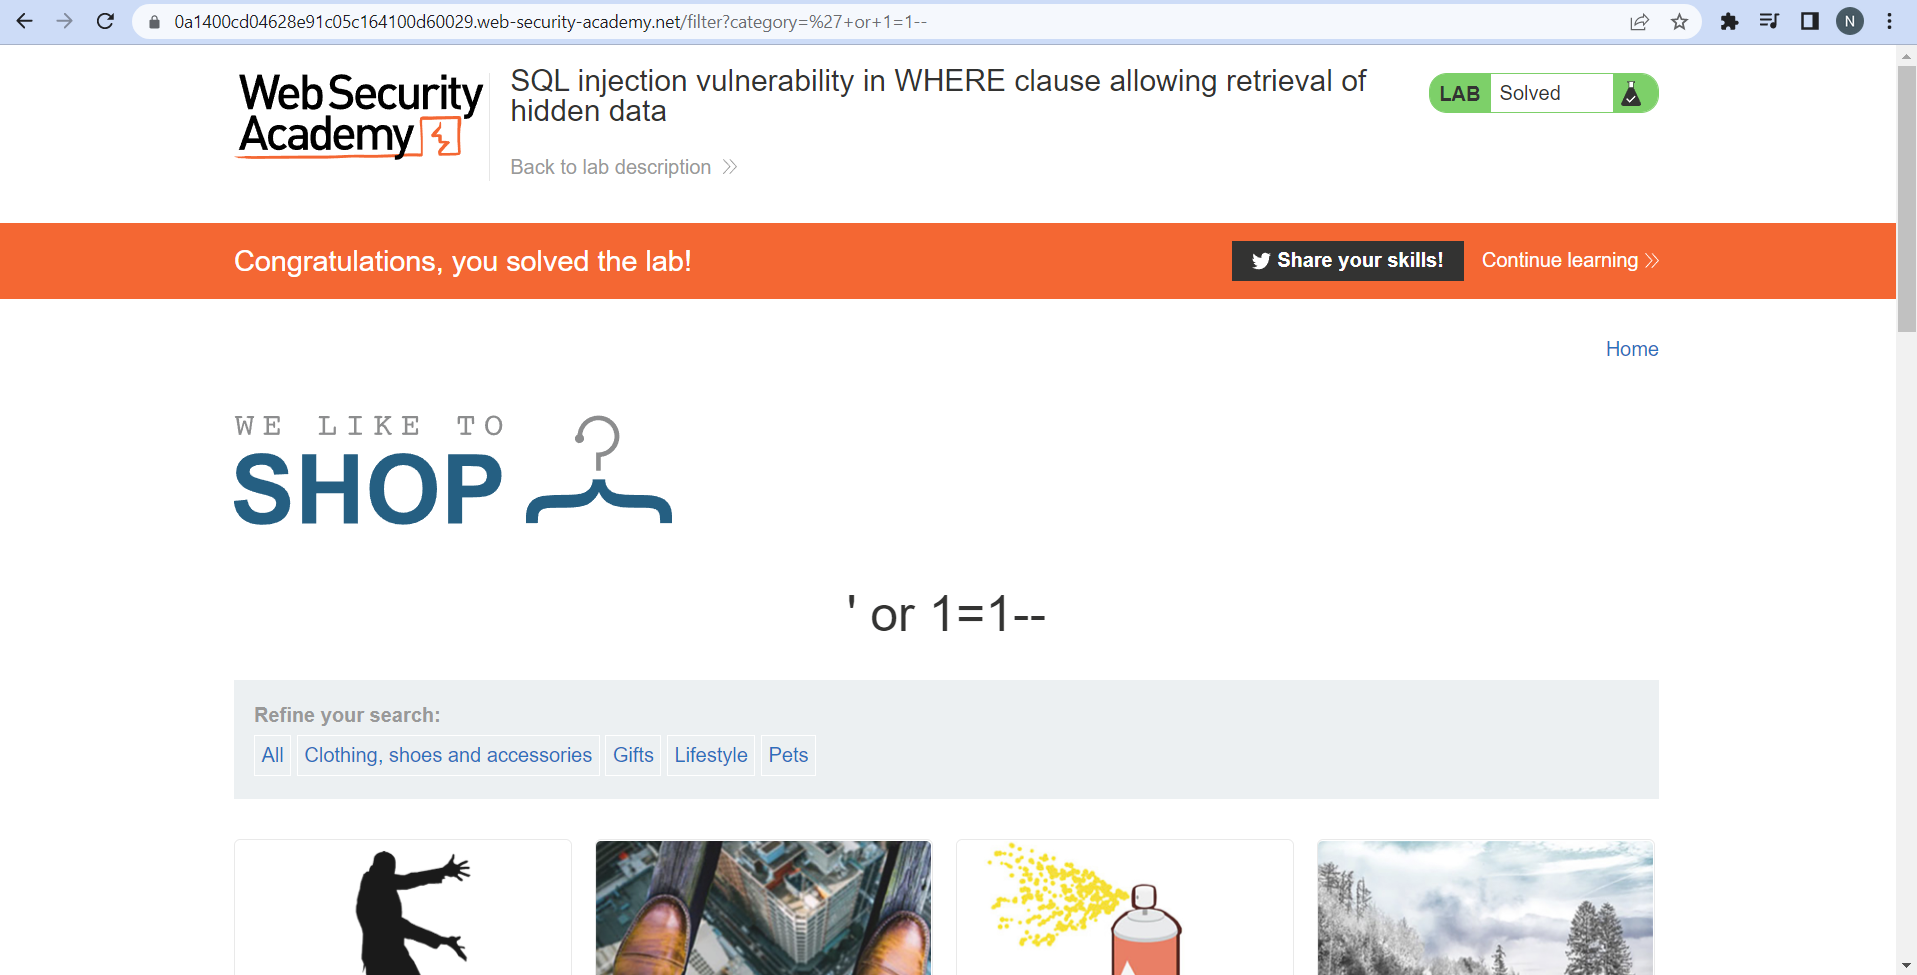 0a1400cd04628e91c05c164100d60029.web-security-academy.net/filter?category=%27+or+1=1--
N
Web Security
Academy
SQL injection vulnerability in WHERE clause allowing retrieval of
hidden data
Back to lab description
LAB Solved
Congratulations, you solved the lab!
Share your skills!
Continue learning
Home
WE LIKE TO
SHOP
' or 1=1--
Refine your search:
All Clothing, shoes and accessories Gifts Lifestyle Pets